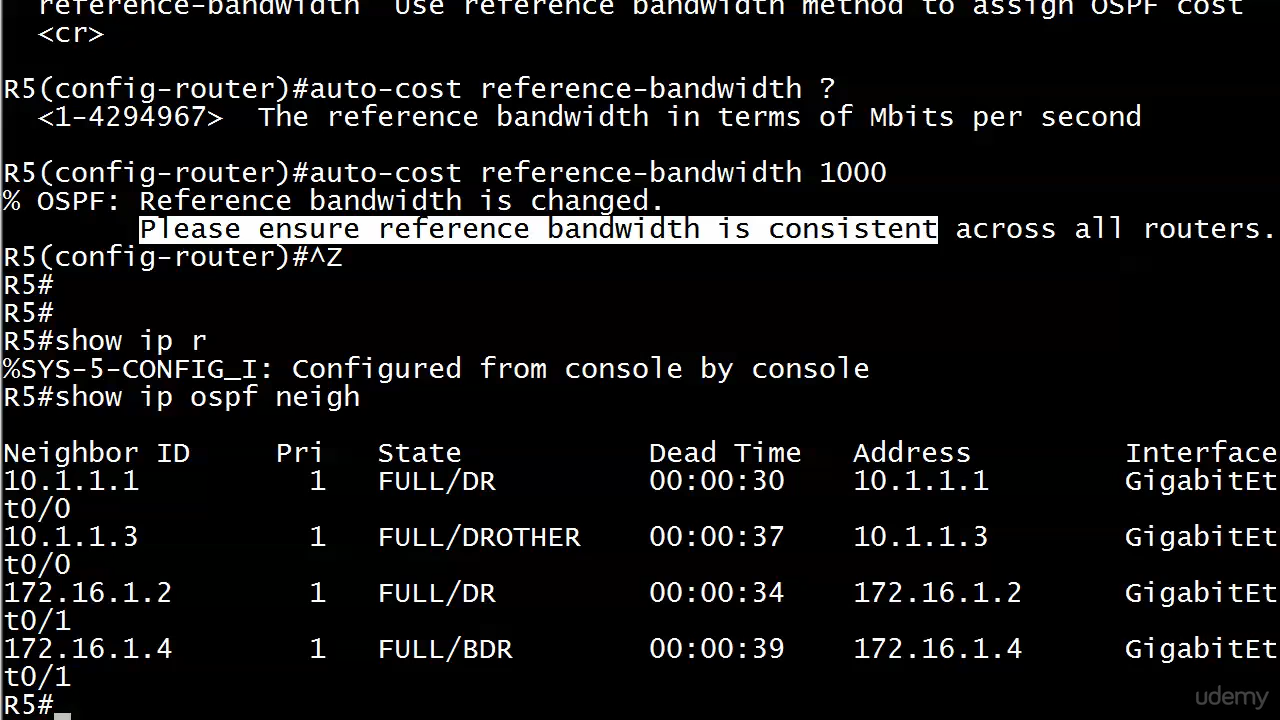 reference-bandwidth  Use reference bandwidth method to assign OSPF cost
  <cr>
R5(config-router)#auto-cost reference-bandwidth ?
  <1-4294967>  The reference bandwidth in terms of Mbits per second
R5(config-router)#auto-cost reference-bandwidth 1000
% OSPF: Reference bandwidth is changed.
        Please ensure reference bandwidth is consistent across all routers.
R5(config-router)#^Z
R5#
R5#
R5#show ip r
%SYS-5-CONFIG_I: Configured from console by console
R5#show ip ospf neigh
Neighbor ID     Pri   State           Dead Time   Address         Interface
10.1.1.1          1   FULL/DR         00:00:30    10.1.1.1        GigabitEt
t0/0
10.1.1.3          1   FULL/DROTHER    00:00:37    10.1.1.3        GigabitEt
t0/0
172.16.1.2        1   FULL/DR         00:00:34    172.16.1.2      GigabitEt
t0/1
172.16.1.4        1   FULL/BDR        00:00:39    172.16.1.4      GigabitEt
t0/1
R5#
udemy